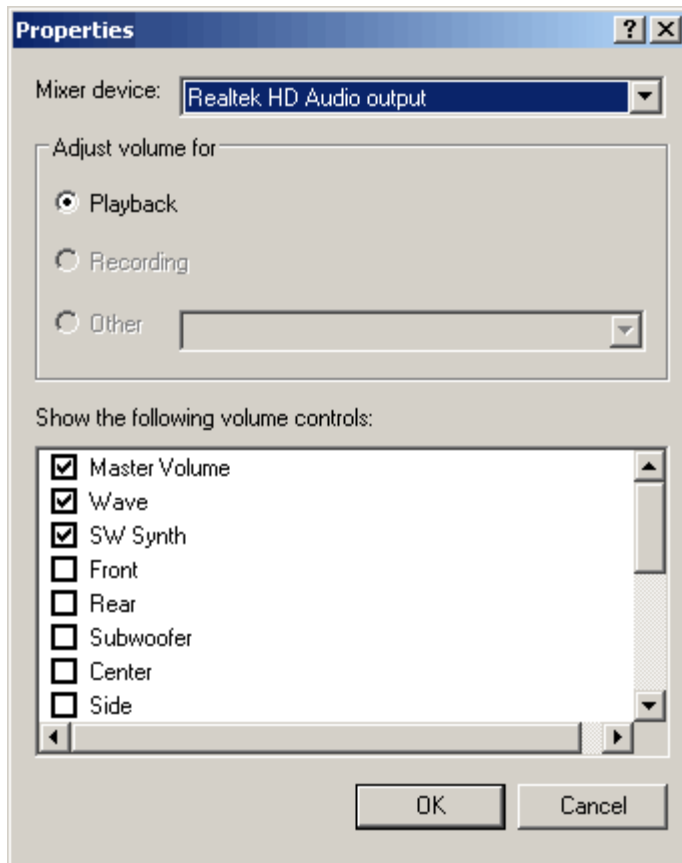 Properties
Mixer device: Realtek HD Audio output
Adjust volume for
Playback
Recording
Other
Show the following volume controls:
Master Volume
Wave
SW Synth
Front
Rear
Subwoofer
Center
Side
OK Cancel